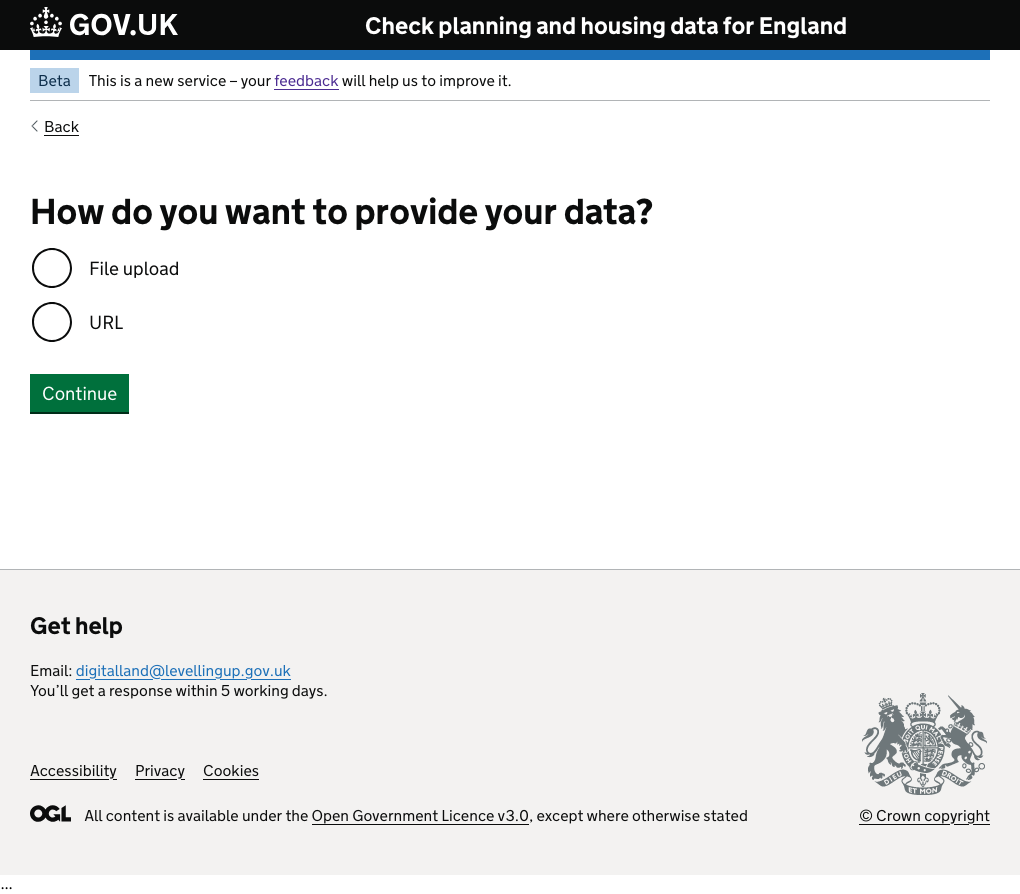 GOV.UK
Check planning and housing data for England
Beta This is a new service – your feedback will help us to improve it.
Back
How do you want to provide your data?
File upload
URL
Continue
Get help
Email: digitalland@levellingup.gov.uk
You’ll get a response within 5 working days.
Accessibility Privacy Cookies
OGL All content is available under the Open Government Licence v3.0, except where otherwise stated
DIEU ET MON DROIT
© Crown copyright
...